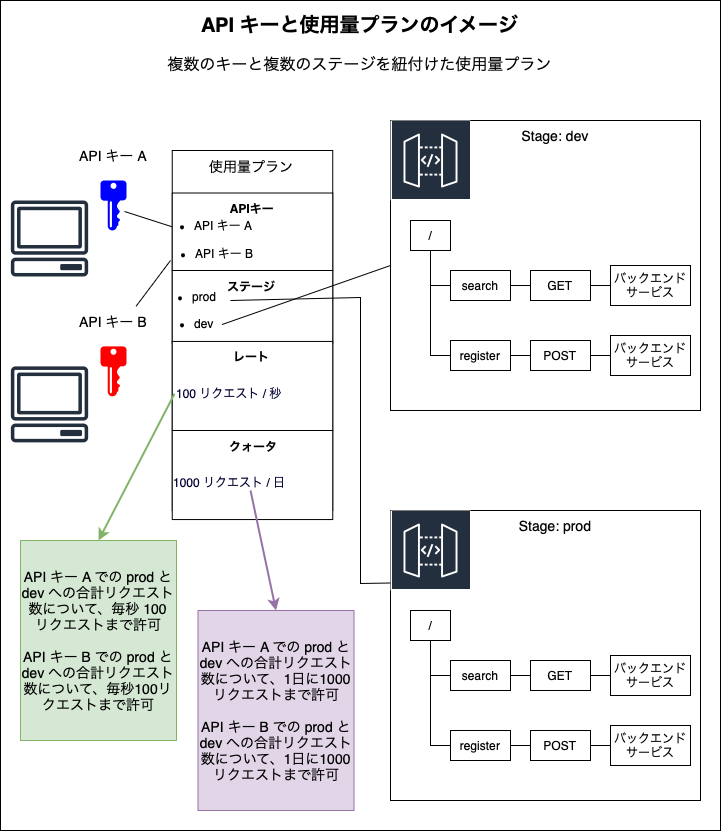 API キーと使用量プランのイメージ
複数のキーと複数のステージを紐付けた使用量プラン
API キー A
API キー B
使用量プラン
APIキー
• API キー A
• API キー B
ステージ
• prod
• dev
レート
100 リクエスト / 秒
クォータ
1000 リクエスト / 日
API キー A での prod と
dev への合計リクエスト
数について、毎秒 100
リクエストまで許可
API キー B での prod と
dev への合計リクエスト
数について、毎秒100リ
クエストまで許可
API キー A での prod と
dev への合計リクエスト
数について、1日に1000
リクエストまで許可
API キー B での prod と
dev への合計リクエスト
数について、1日に1000
リクエストまで許可
Stage: dev
/
search
GET
バックエンド
サービス
register
POST
バックエンド
サービス
Stage: prod
/
search
GET
バックエンド
サービス
register
POST
バックエンド
サービス